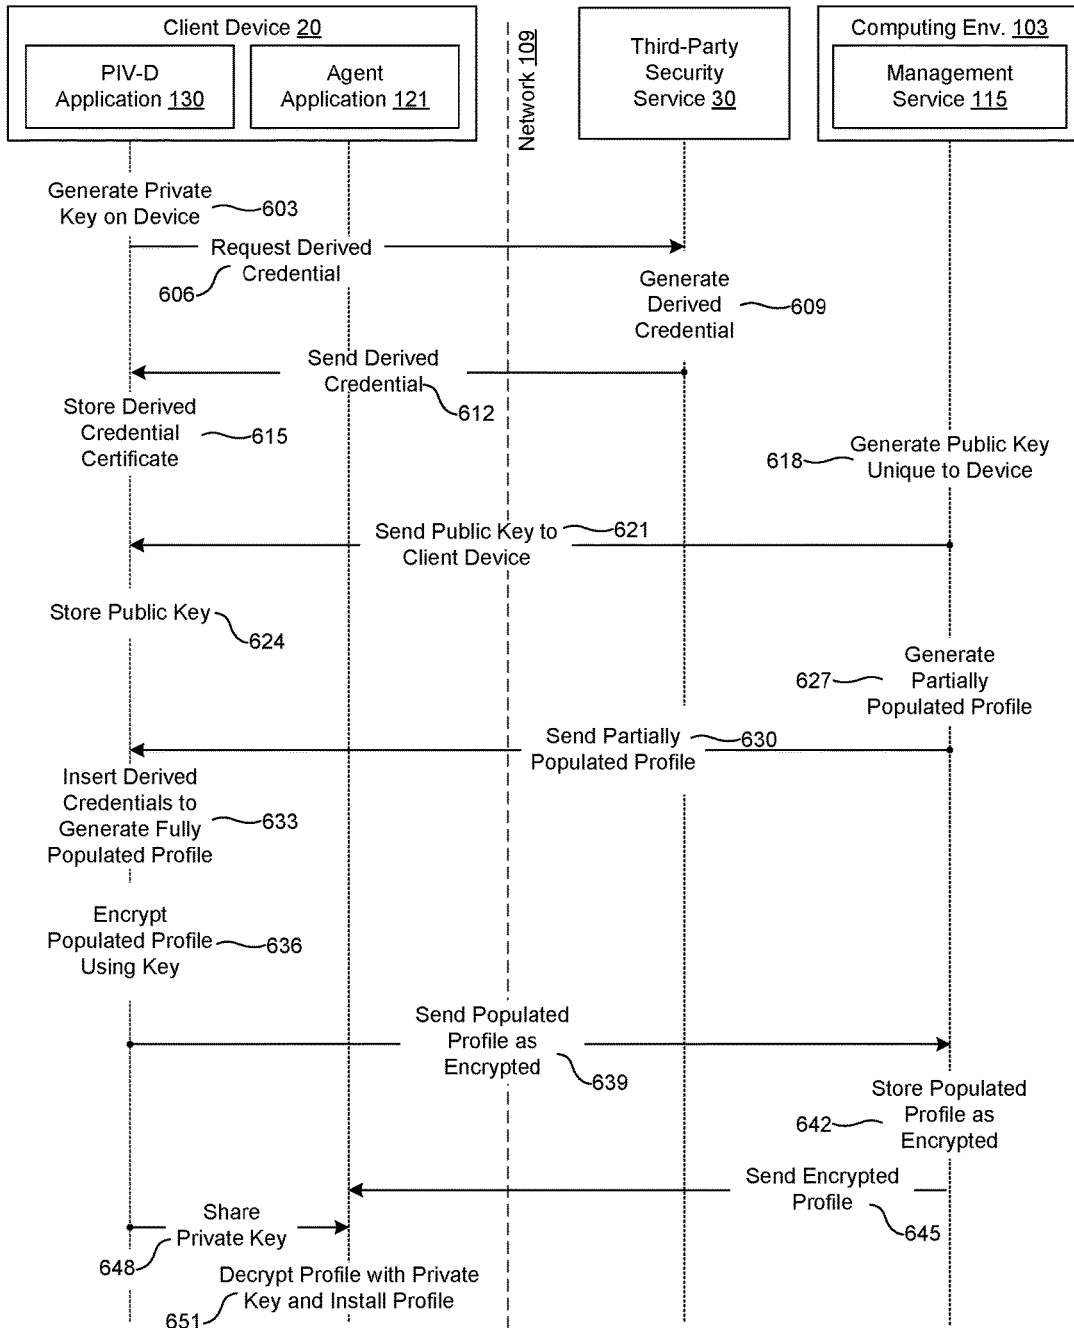 Client Device 20
PIV-D
Application 130
Agent
Application 121
Network 109
Third-Party
Security
Service 30
Computing Env. 103
Management
Service 115
Generate Private
Key on Device
603
Request Derived
Credential
606
Generate
Derived
Credential
609
Send Derived
Credential
612
Store Derived
Credential
Certificate
615
Generate Public Key
Unique to Device
618
Send Public Key to
Client Device
621
Store Public Key
624
Generate
Partially
Populated Profile
627
Send Partially
Populated Profile
630
Insert Derived
Credentials to
Generate Fully
Populated Profile
633
Encrypt
Populated Profile
Using Key
636
Send Populated
Profile as
Encrypted
639
Store Populated
Profile as
Encrypted
642
Send Encrypted
Profile
645
Share
Private Key
648
Decrypt Profile with Private
Key and Install Profile
651